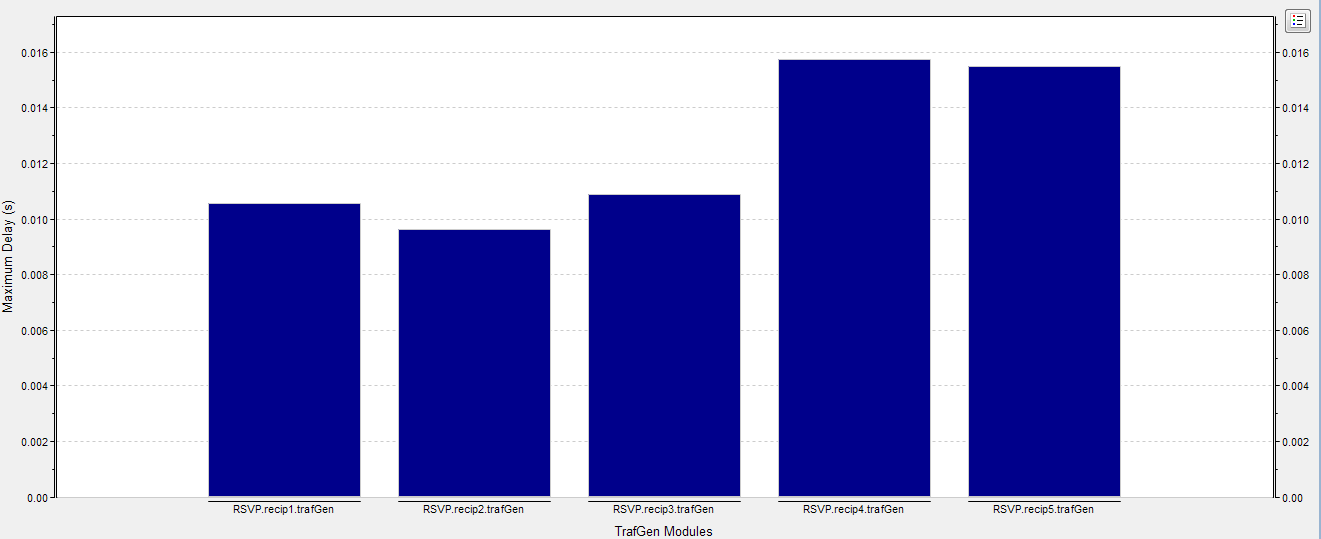 Maximum Delay (s)
0.016
0.014
0.012
0.010
0.008
0.006
0.004
0.002
0.00
0.016
0.014
0.012
0.010
0.008
0.006
0.004
0.002
0.00
RSVP.recip1.trafGen
RSVP.recip2.trafGen
RSVP.recip3.trafGen
RSVP.recip4.trafGen
RSVP.recip5.trafGen
TrafGen Modules